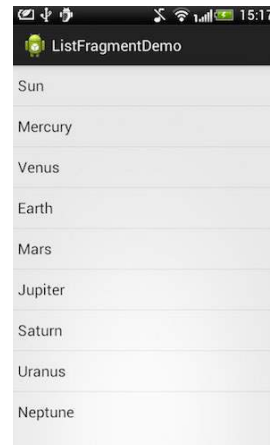 15:17
ListFragmentDemo
Sun
Mercury
Venus
Earth
Mars
Jupiter
Saturn
Uranus
Neptune